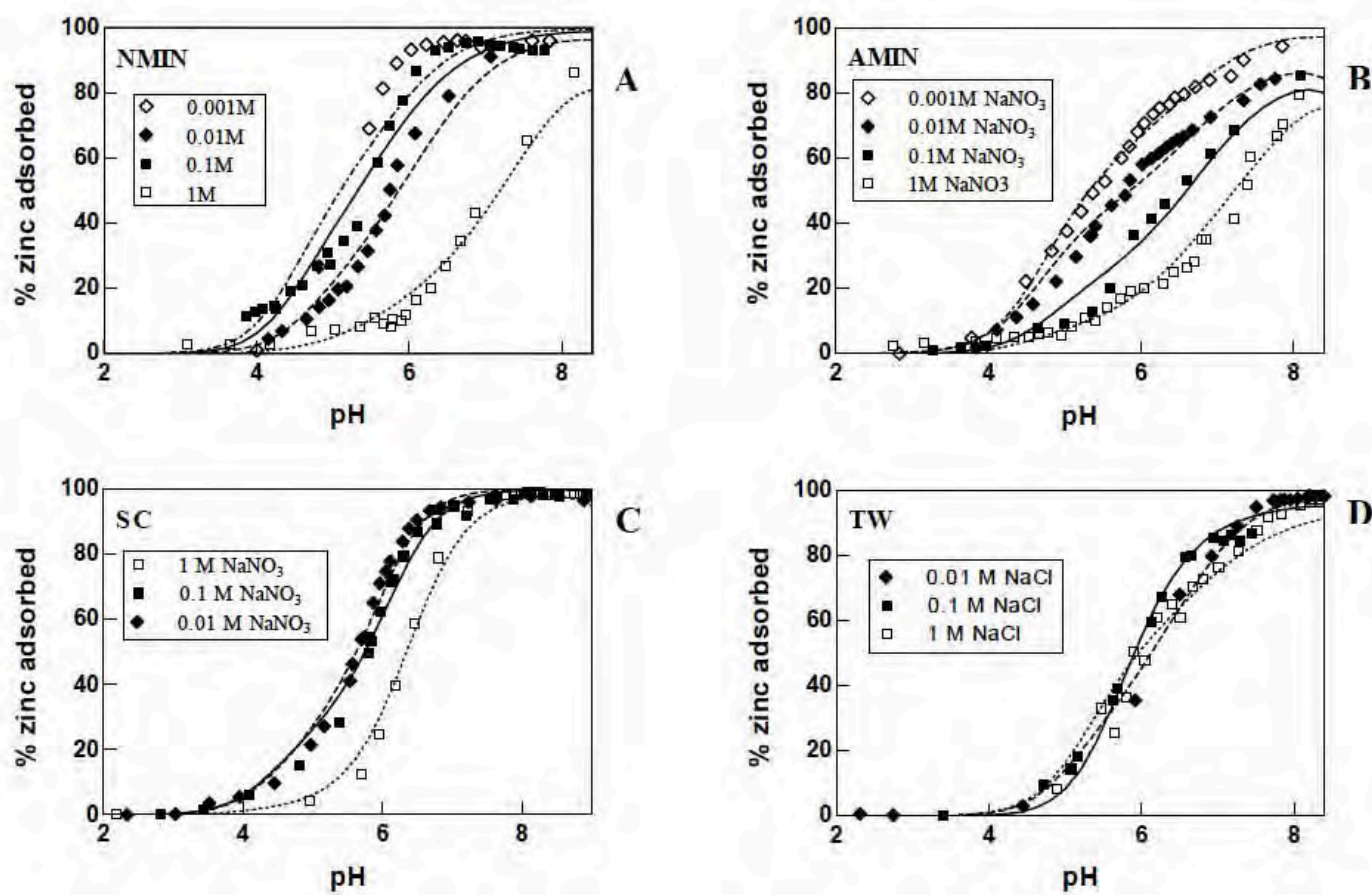 100
80
60
40
20
0
% zinc adsorbed
NMIN
0.001M
0.01M
0.1M
1M
A
2 4 6 8
pH
100
80
60
40
20
0
% zinc adsorbed
AMIN
0.001M NaNO₃
0.01M NaNO₃
0.1M NaNO₃
1M NaNO3
B
2 4 6 8
pH
100
80
60
40
20
0
% zinc adsorbed
SC
1 M NaNO₃
0.1 M NaNO₃
0.01 M NaNO₃
C
2 4 6 8
pH
100
80
60
40
20
0
% zinc adsorbed
TW
0.01 M NaCl
0.1 M NaCl
1 M NaCl
D
2 4 6 8
pH